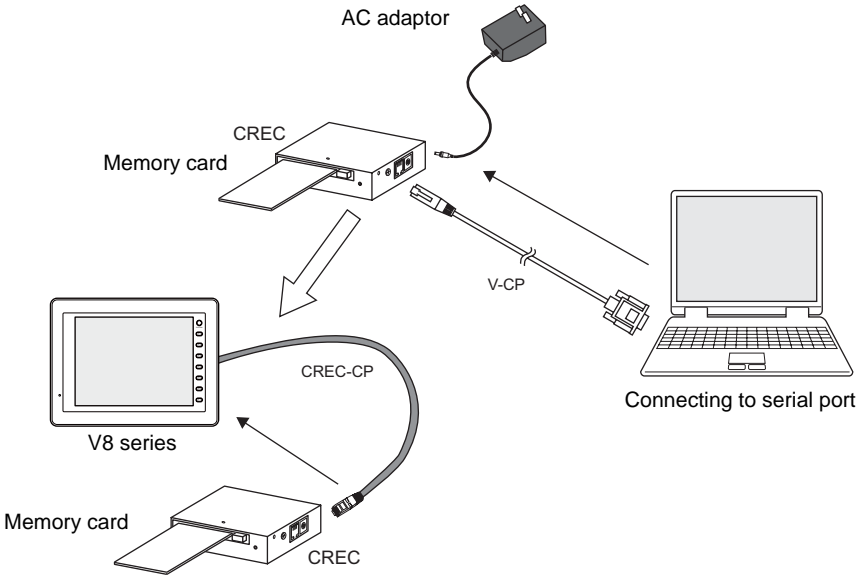 AC adaptor
CREC
Memory card
V-CP
CREC-CP
Connecting to serial port
V8 series
Memory card
CREC